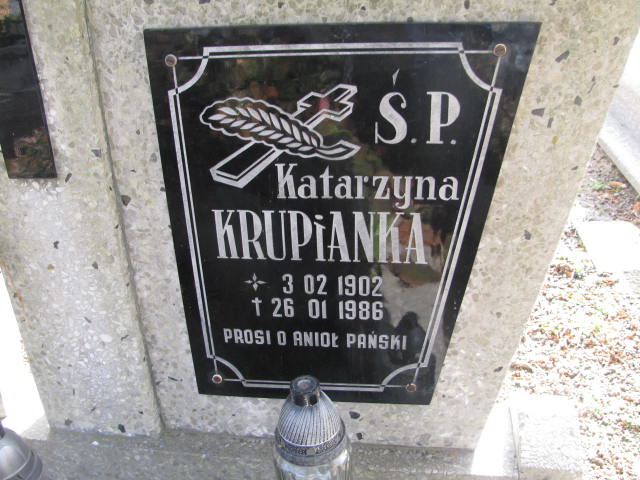 Ś.P.
Katarzyna
KRUPiANKA
3 02 1902
† 26 01 1986
PROSI O ANIOŁ PAŃSKI